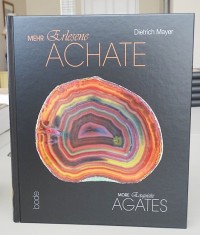 MEHR Erlesene
ACHATE
Dietrich Mayer
bode
MORE Exquisite
AGATES